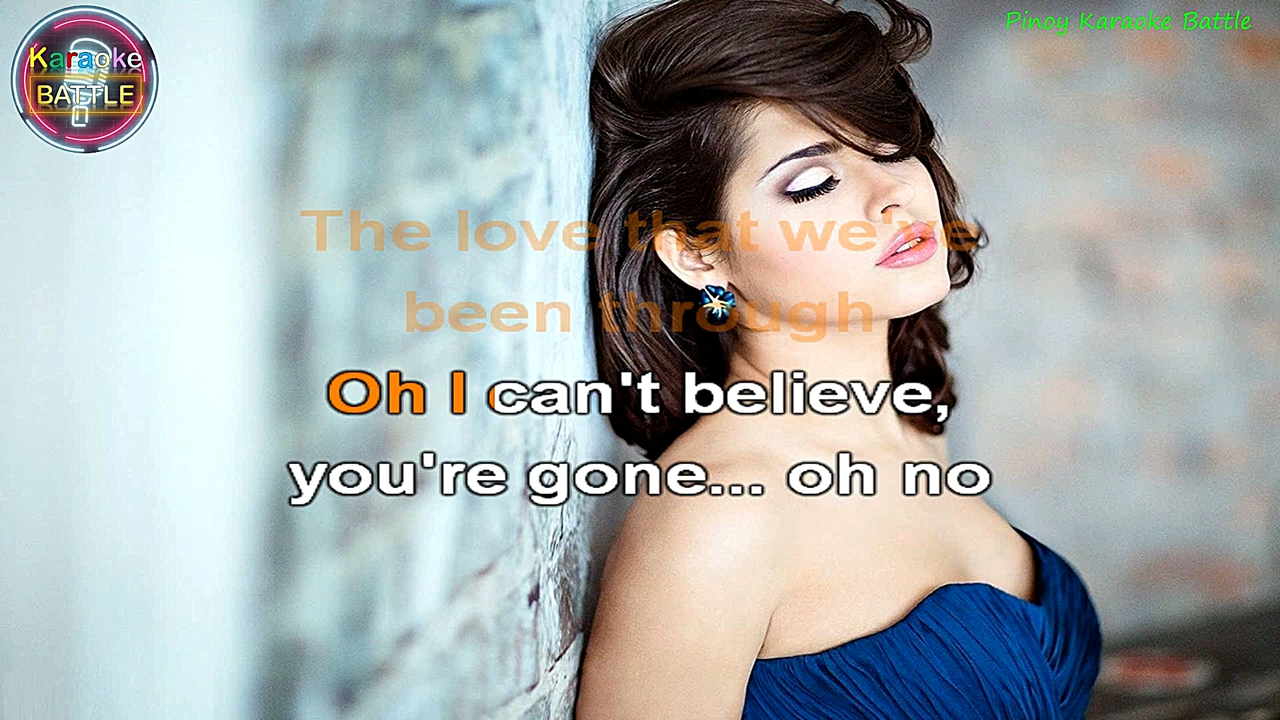 Karaoke
BATTLE
Pinoy Karaoke Battle
The love that we've
been through
Oh I can't believe,
you're gone... oh no